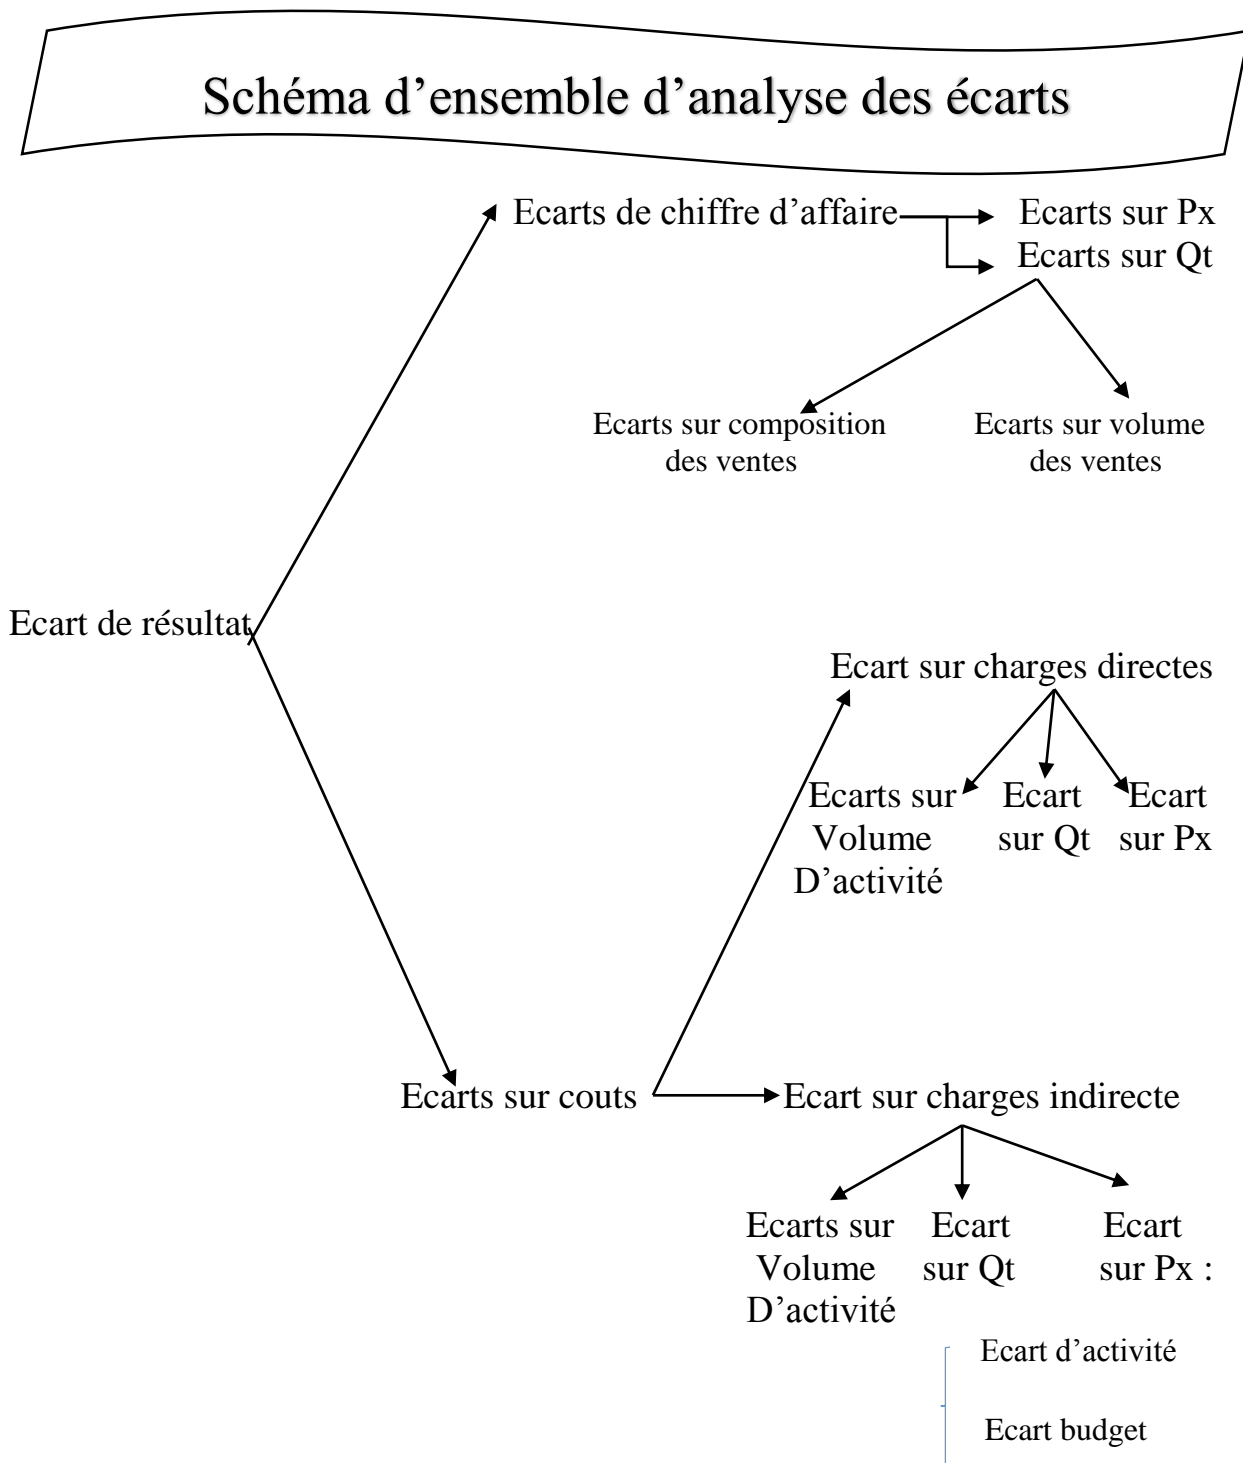 Schéma d’ensemble d’analyse des écarts
Ecarts de chiffre d’affaire
Ecarts sur Px
Ecarts sur Qt
Ecarts sur composition
des ventes
Ecarts sur volume
des ventes
Ecart de résultat
Ecart sur charges directes
Ecarts sur
Volume
D’activité
Ecart
sur Qt
Ecart
sur Px
Ecarts sur couts
Ecart sur charges indirecte
Ecarts sur
Volume
D’activité
Ecart
sur Qt
Ecart
sur Px :
Ecart d’activité
Ecart budget